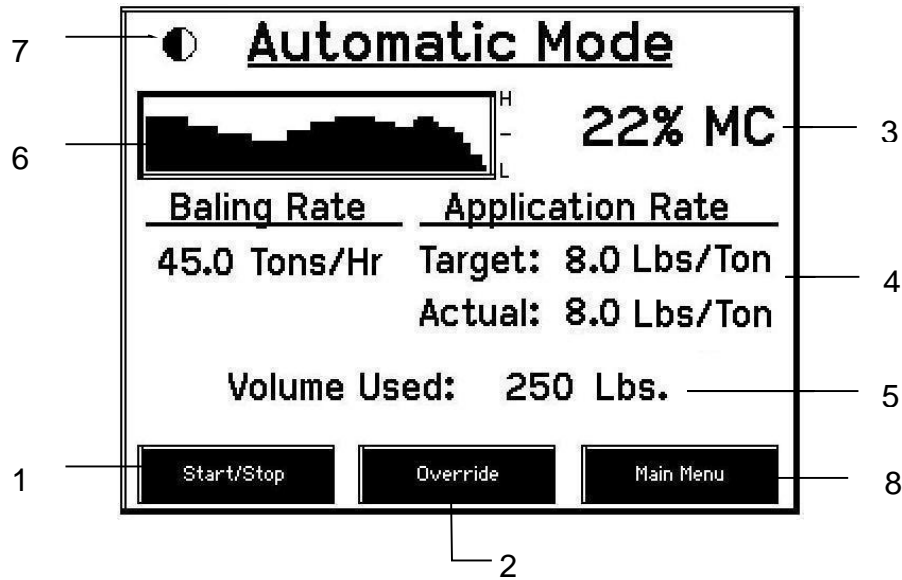 7
Automatic Mode
H
–
L
22% MC
3
6
Baling Rate
Application Rate
45.0 Tons/Hr
Target: 8.0 Lbs/Ton
4
Actual: 8.0 Lbs/Ton
Volume Used: 250 Lbs.
5
1
Start/Stop
Override
Main Menu
8
2